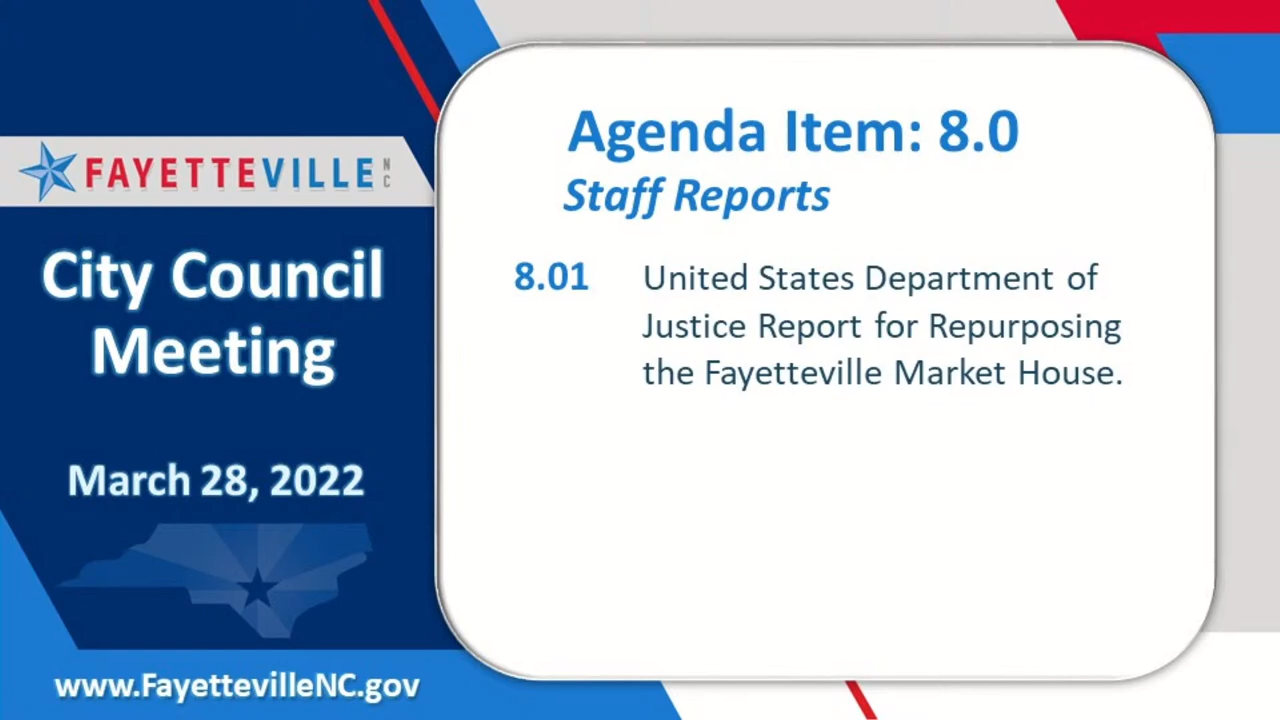 FAYETTEVILLE NC
City Council
Meeting
March 28, 2022
www.FayettevilleNC.gov
Agenda Item: 8.0
Staff Reports
8.01 United States Department of
Justice Report for Repurposing
the Fayetteville Market House.